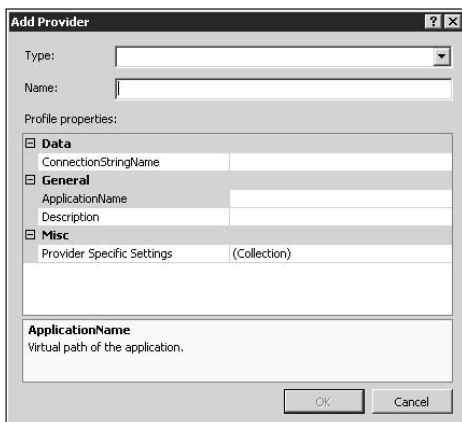 Add Provider
Type:
Name:
Profile properties:
Data
ConnectionStringName
General
ApplicationName
Description
Misc
Provider Specific Settings (Collection)
ApplicationName
Virtual path of the application.
OK Cancel